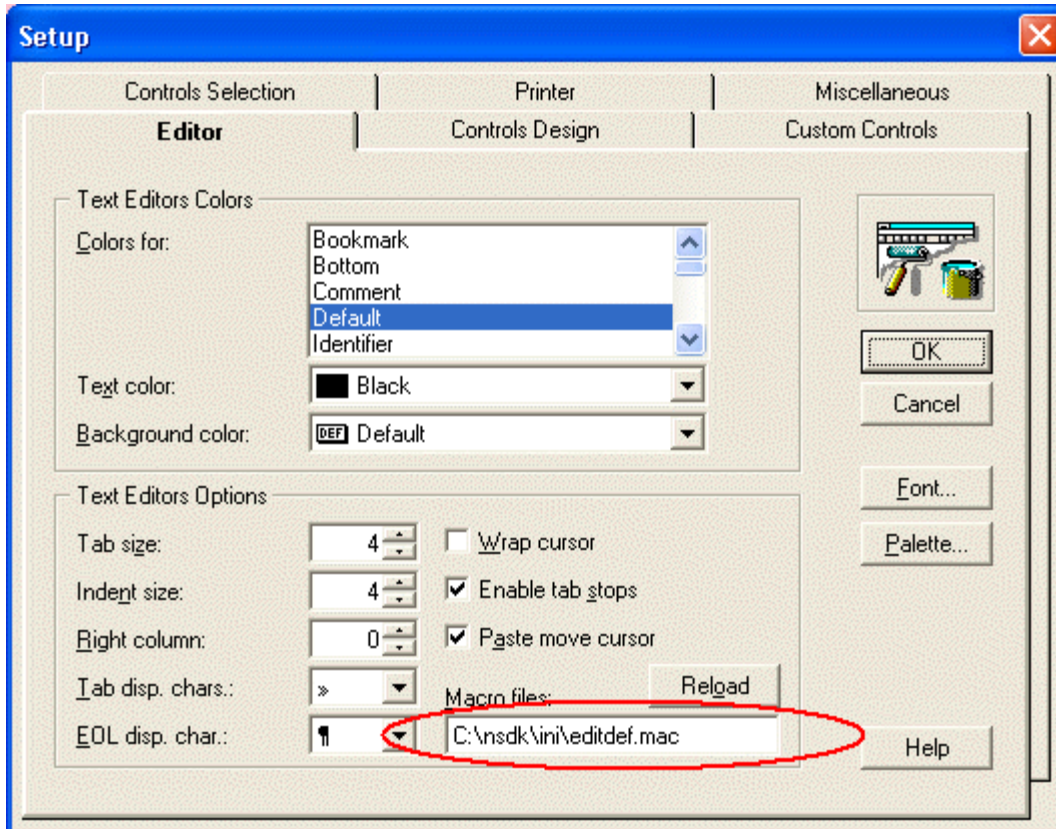 Setup
Controls Selection Printer Miscellaneous
Editor Controls Design Custom Controls
Text Editors Colors
Colors for:
Bookmark
Bottom
Comment
Default
Identifier
Text color: Black
Background color: DEF Default
OK
Cancel
Text Editors Options
Font...
Palette...
Tab size: 4 Wrap cursor
Indent size: 4 Enable tab stops
Right column: 0 Paste move cursor
Tab disp. chars.: » Macro files: Reload
EOL disp. char.: ¶ C:\nsdk\ini\editdef.mac
Help